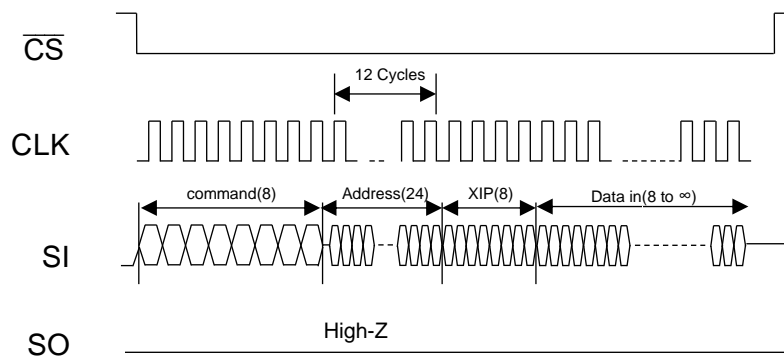 CS
12 Cycles
CLK
command(8) Address(24) XIP(8) Data in(8 to ∞)
SI
High-Z
SO